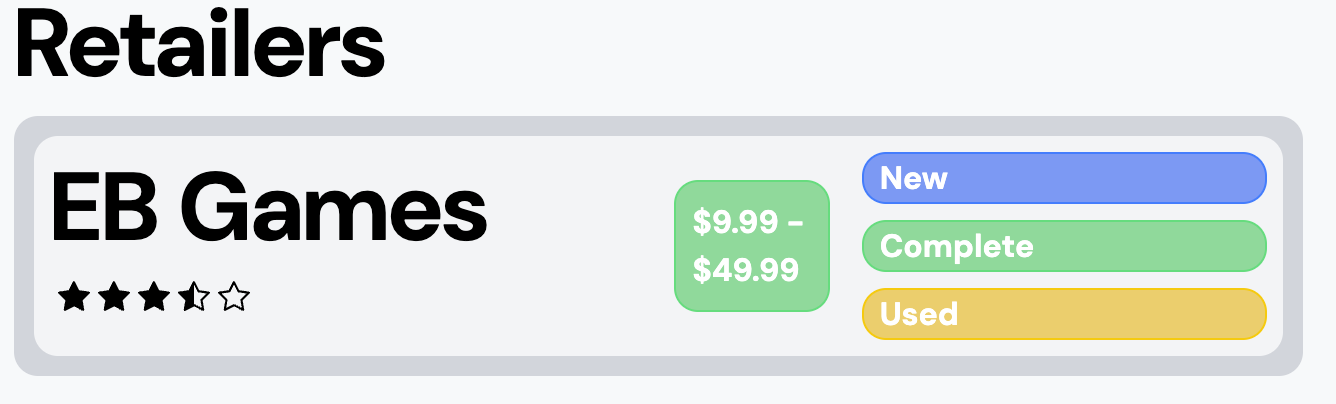 Retailers
EB Games
$9.99 –
$49.99
New
Complete
Used